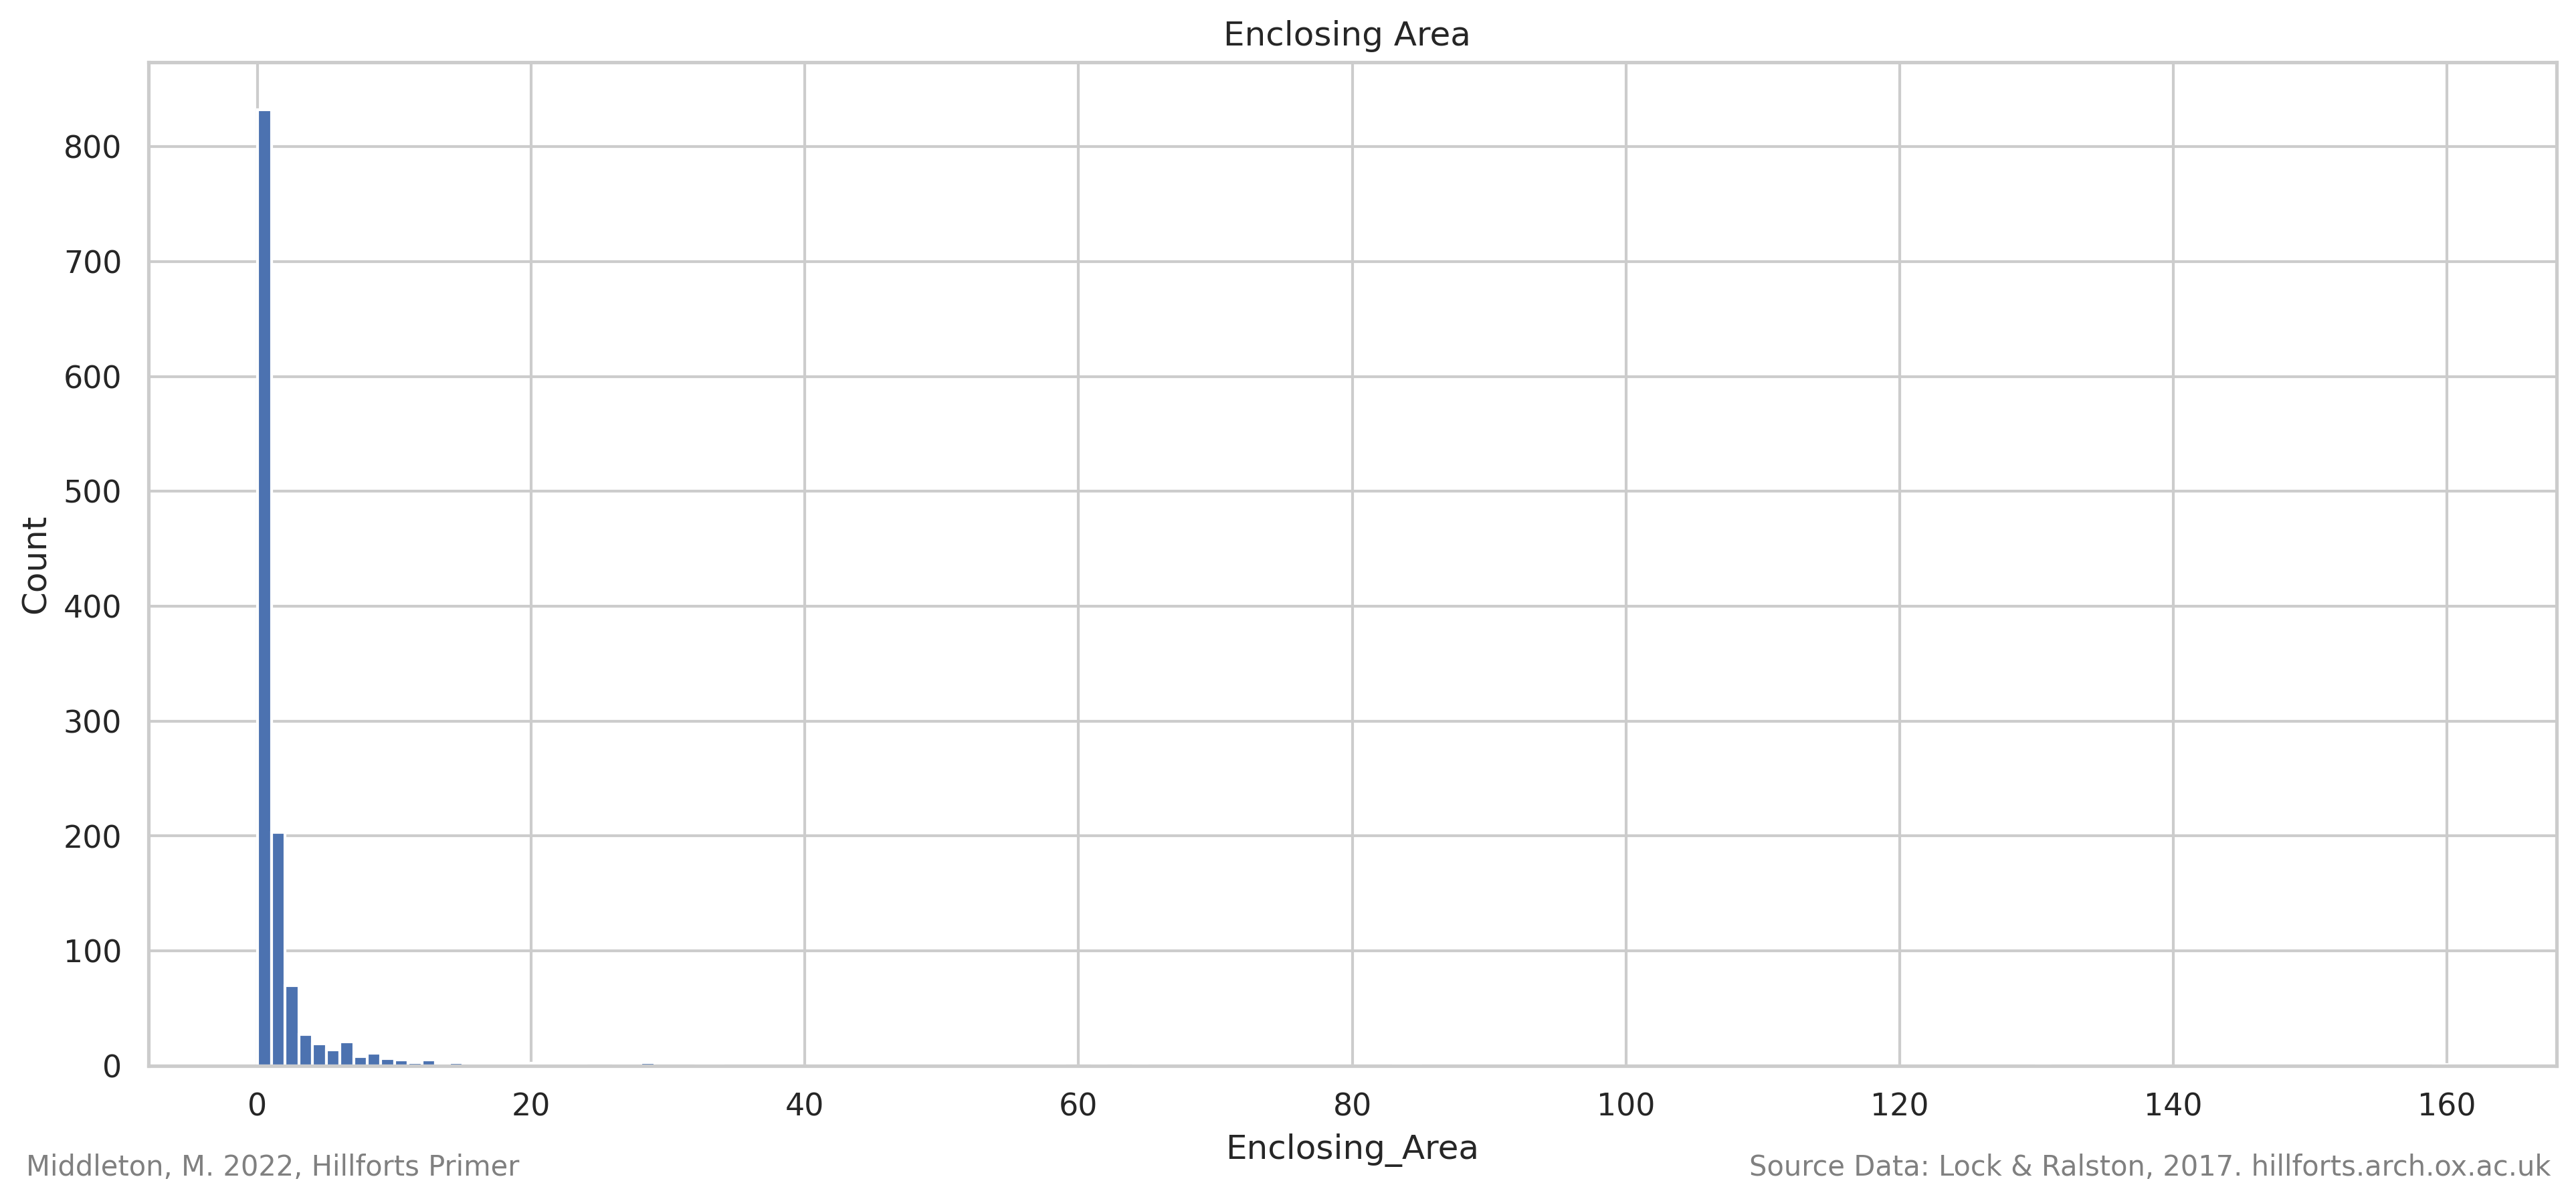 Enclosing Area
800
700
600
500
400
300
200
100
0
Count
0 20 40 60 80 100 120 140 160
Enclosing_Area
Middleton, M. 2022, Hillforts Primer
Source Data: Lock & Ralston, 2017. hillforts.arch.ox.ac.uk